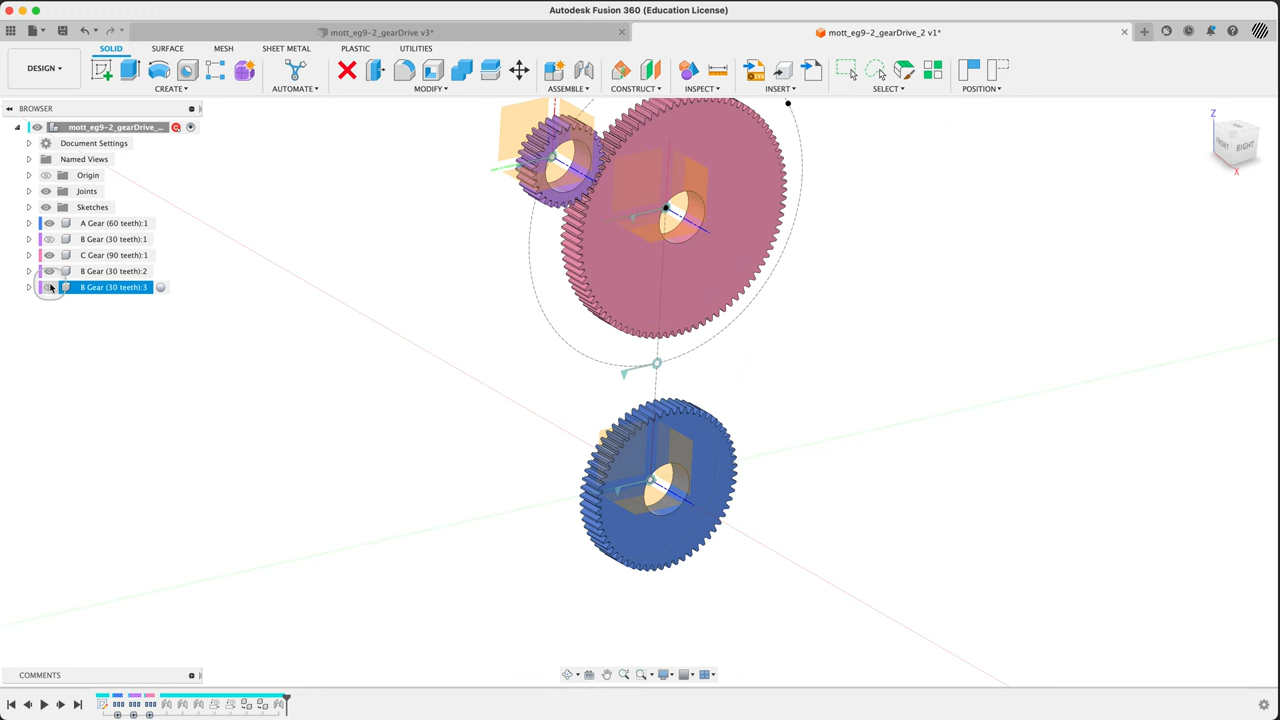 Autodesk Fusion 360 (Education License)
mott_eg9-2_gearDrive v3*
mott_eg9-2_gearDrive_2 v1*
DESIGN
SOLID SURFACE MESH SHEET METAL PLASTIC UTILITIES
CREATE AUTOMATE MODIFY ASSEMBLE CONSTRUCT INSPECT INSERT SELECT POSITION
BROWSER
mott_eg9-2_gearDrive_...
Document Settings
Named Views
Origin
Joints
Sketches
A Gear (60 teeth):1
B Gear (30 teeth):1
C Gear (90 teeth):1
B Gear (30 teeth):2
B Gear (30 teeth):3
Z
FRONT RIGHT
X
COMMENTS